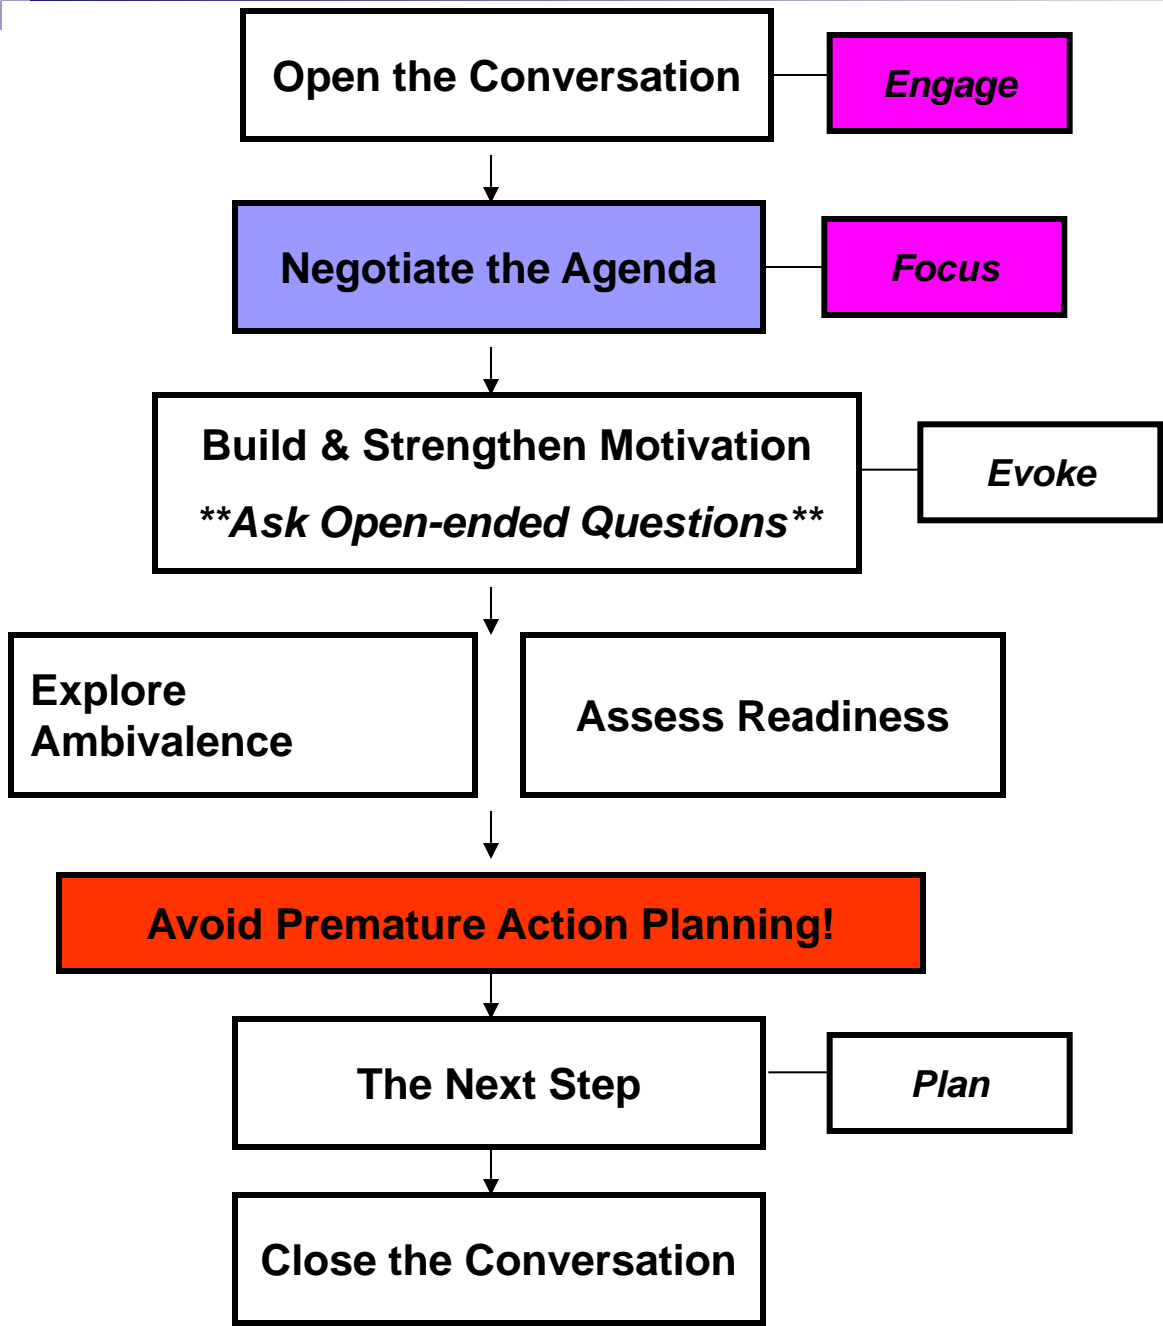 Open the Conversation
Engage
Negotiate the Agenda
Focus
Build & Strengthen Motivation
**Ask Open-ended Questions**
Evoke
Explore
Ambivalence
Assess Readiness
Avoid Premature Action Planning!
The Next Step
Plan
Close the Conversation